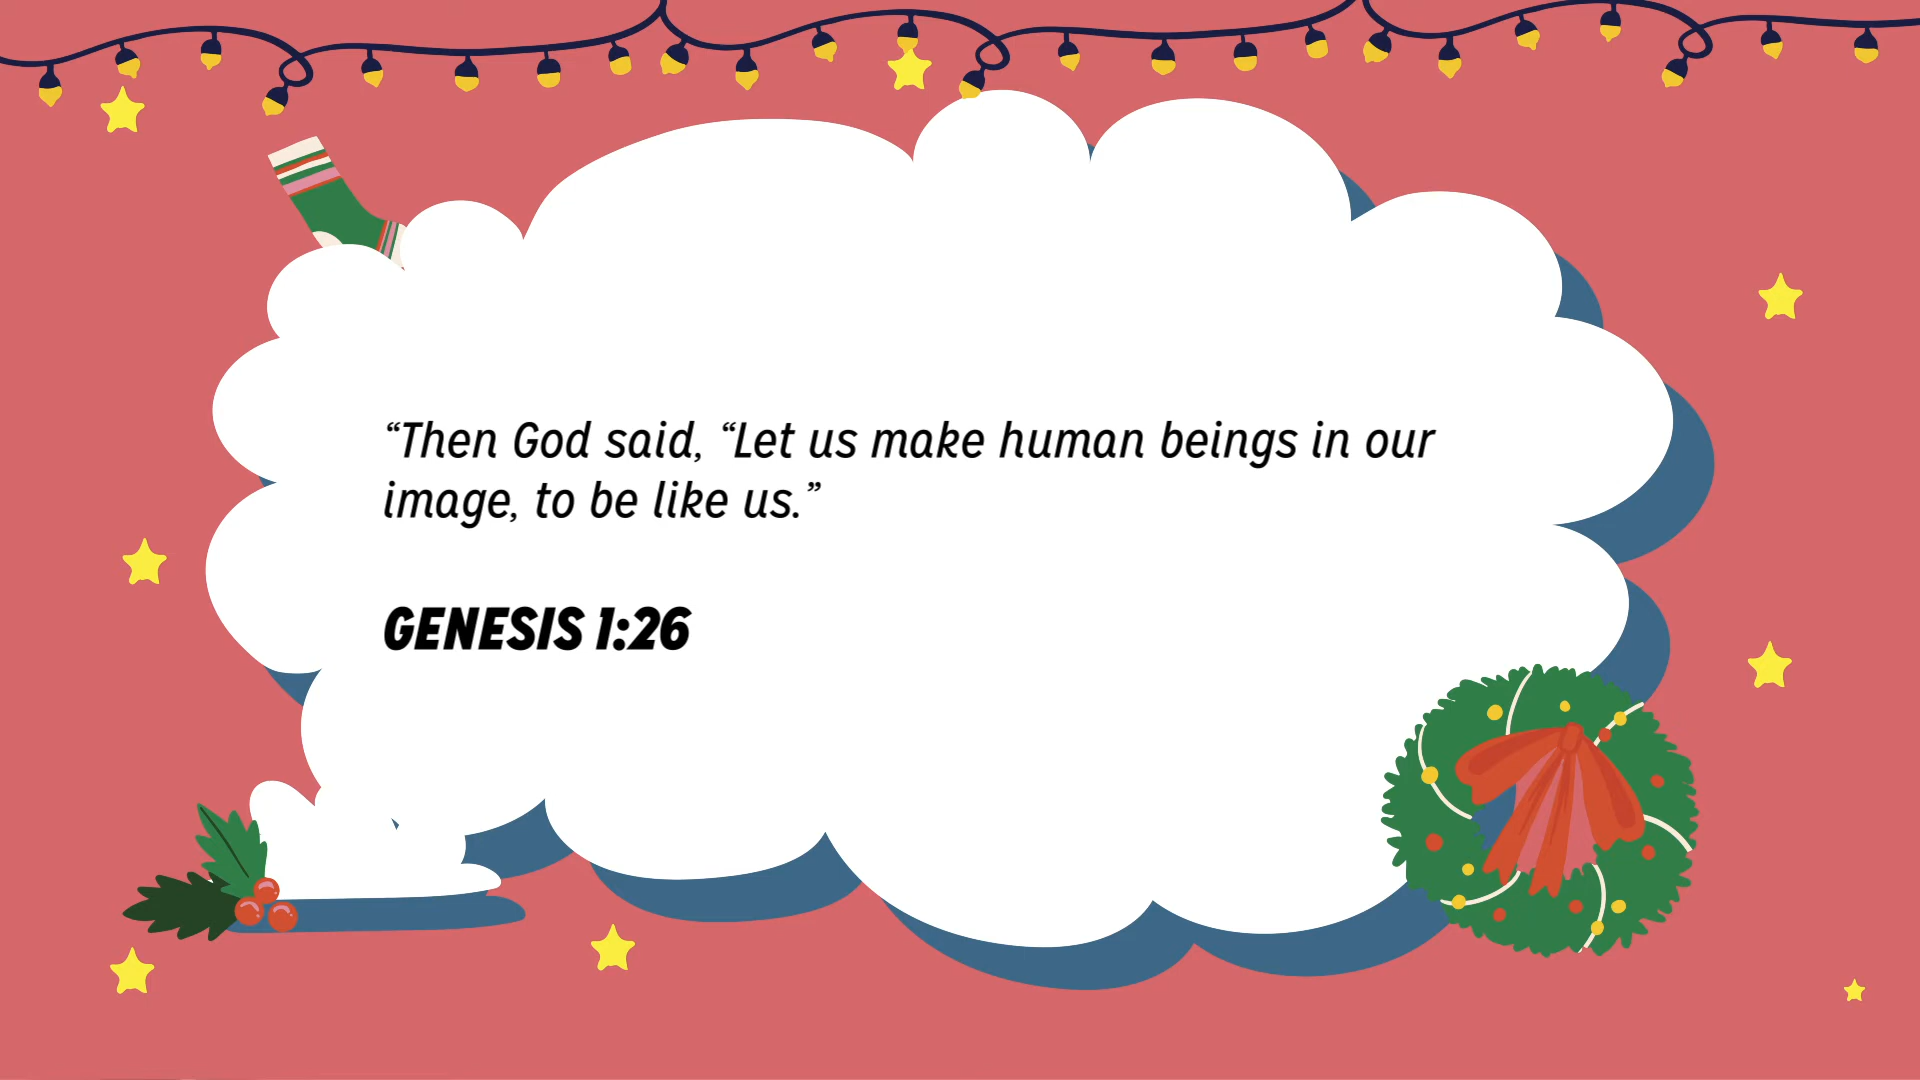 “Then God said, “Let us make human beings in our
image, to be like us.”
GENESIS 1:26